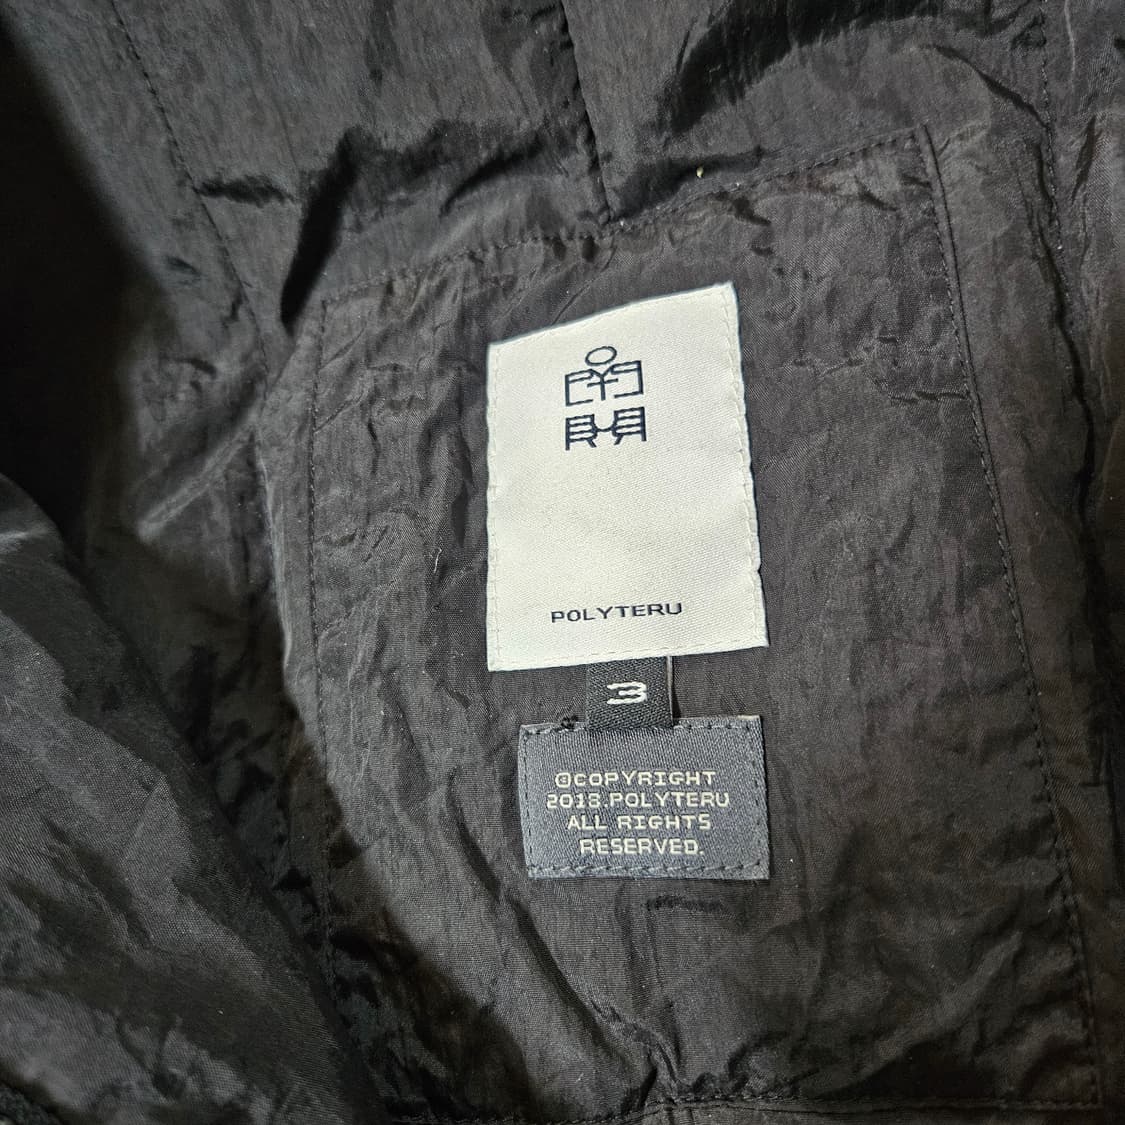 POLYTERU
3
©COPYRIGHT
2018.POLYTERU
ALL RIGHTS
RESERVED.